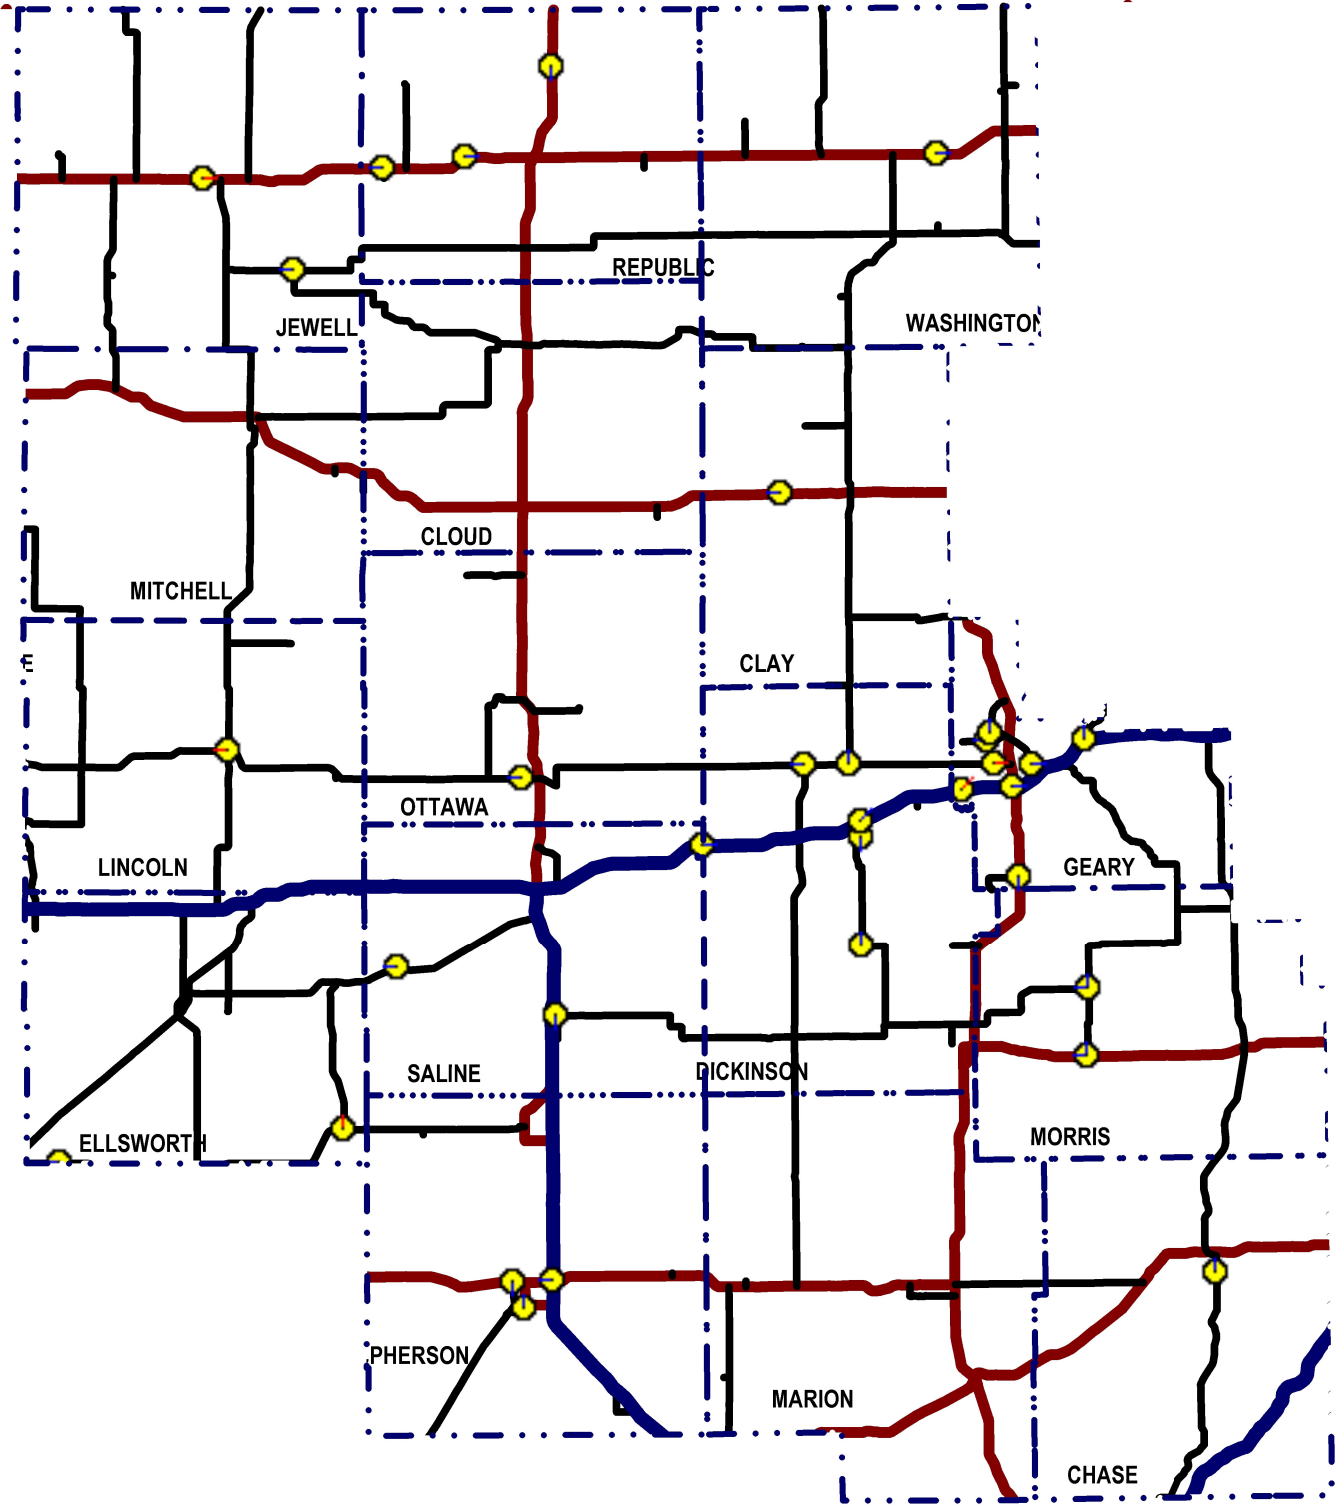 REPUBLIC
JEWELL
WASHINGTON
CLOUD
MITCHELL
E
CLAY
OTTAWA
LINCOLN
GEARY
SALINE
DICKINSON
ELLSWORTH
MORRIS
PHERSON
MARION
CHASE